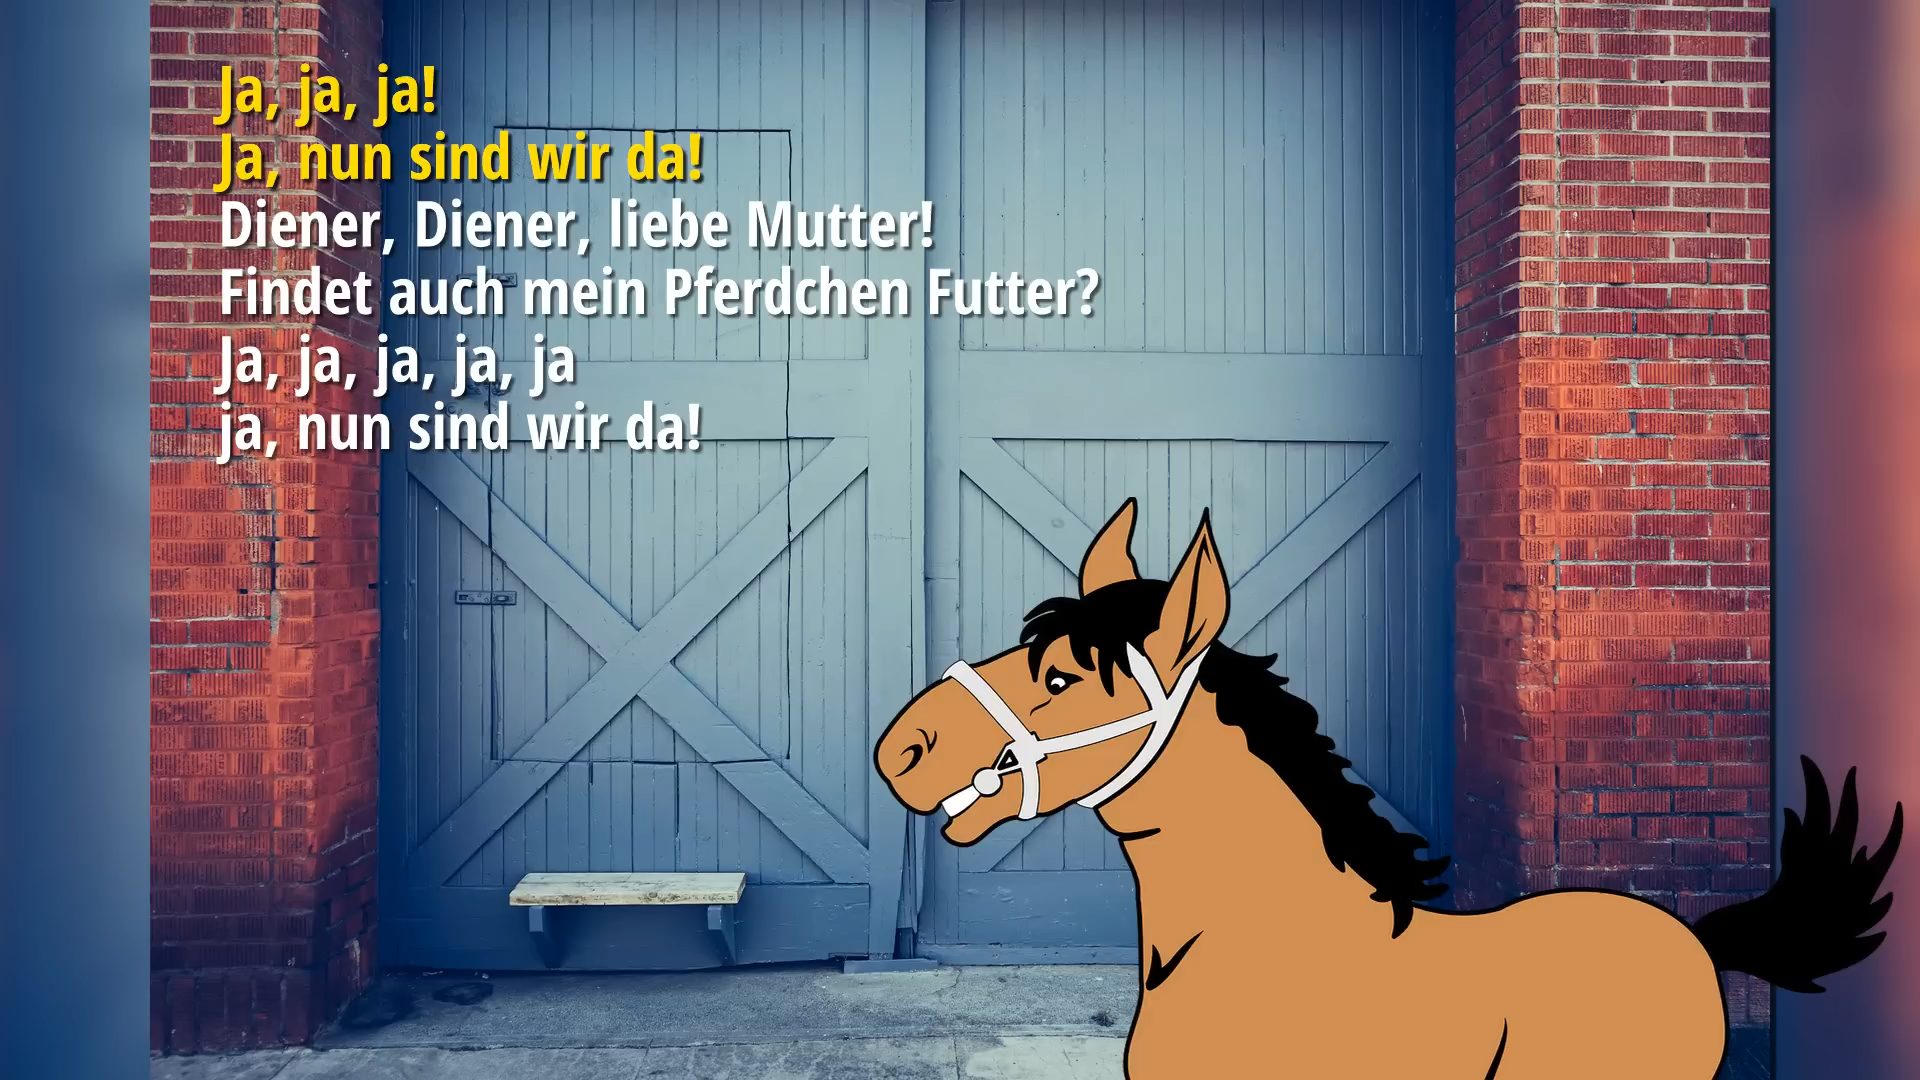 Ja, ja, ja!
Ja, nun sind wir da!
Diener, Diener, liebe Mutter!
Findet auch mein Pferdchen Futter?
Ja, ja, ja, ja, ja
ja, nun sind wir da!